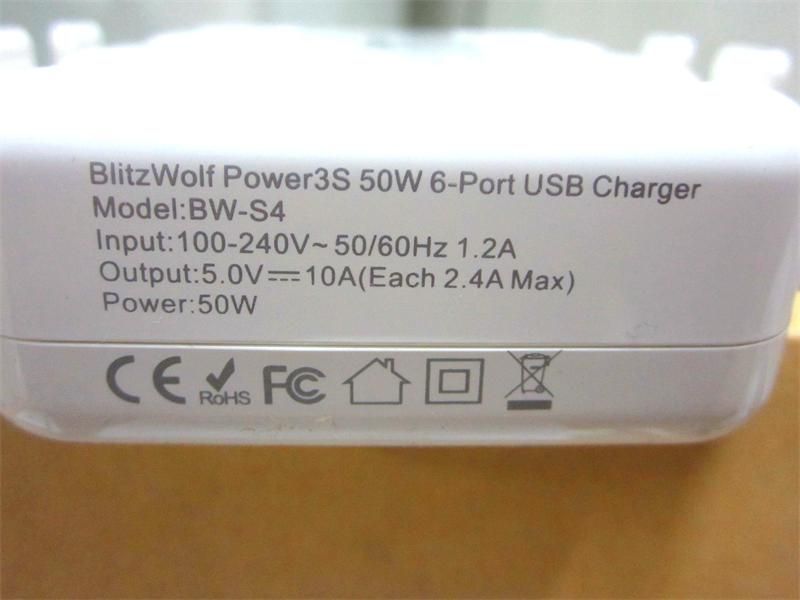 BlitzWolf Power3S 50W 6-Port USB Charger
Model:BW-S4
Input:100-240V~ 50/60Hz 1.2A
Output:5.0V⎓10A(Each 2.4A Max)
Power:50W
CE RoHS FC